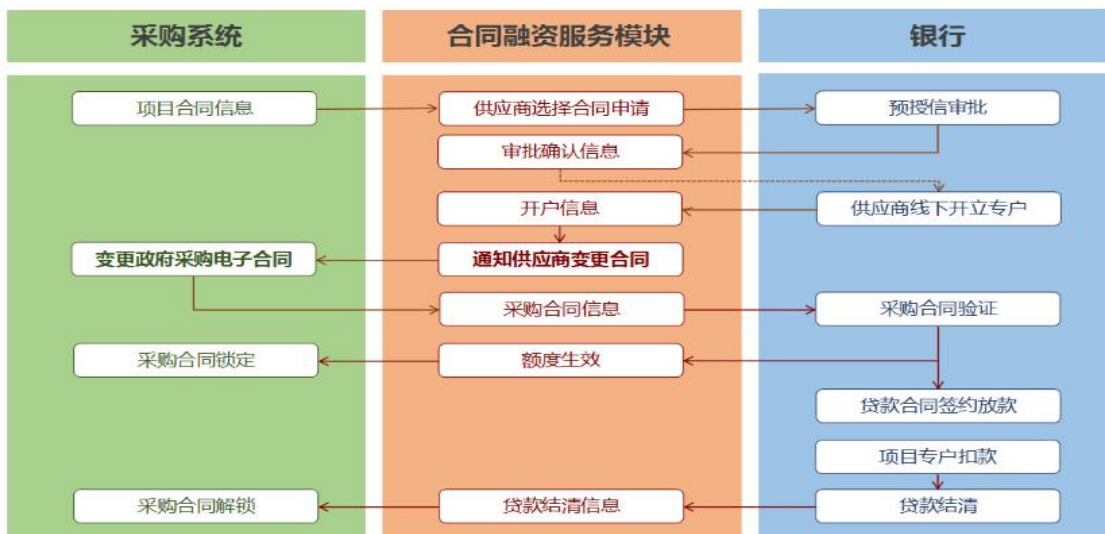 采购系统
合同融资服务模块
银行
项目合同信息
供应商选择合同申请
预授信审批
审批确认信息
开户信息
供应商线下开立专户
变更政府采购电子合同
通知供应商变更合同
采购合同信息
采购合同验证
采购合同锁定
额度生效
贷款合同签约放款
项目专户扣款
采购合同解锁
贷款结清信息
贷款结清